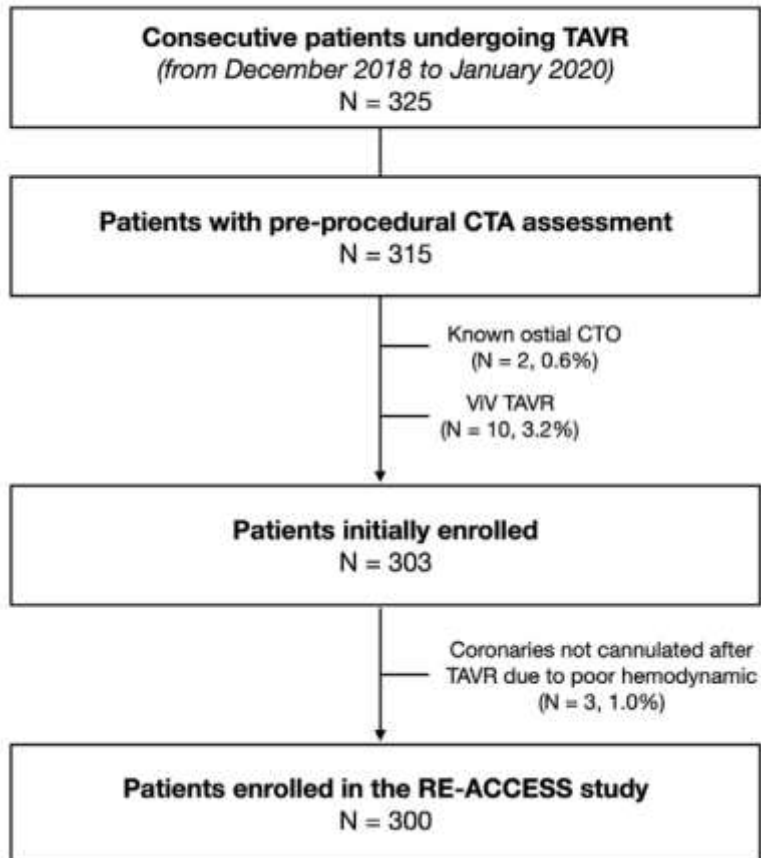 Consecutive patients undergoing TAVR
(from December 2018 to January 2020)
N = 325
Patients with pre-procedural CTA assessment
N = 315
Known ostial CTO
(N = 2, 0.6%)
ViV TAVR
(N = 10, 3.2%)
Patients initially enrolled
N = 303
Coronaries not cannulated after
TAVR due to poor hemodynamic
(N = 3, 1.0%)
Patients enrolled in the RE-ACCESS study
N = 300